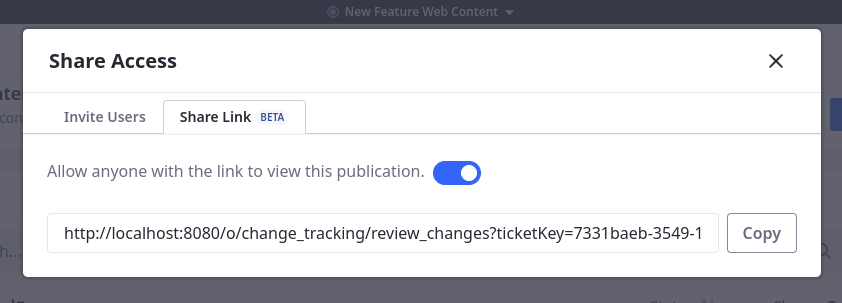 New Feature Web Content
Share Access
Invite Users
Share Link BETA
Allow anyone with the link to view this publication.
http://localhost:8080/o/change_tracking/review_changes?ticketKey=7331baeb-3549-1
Copy